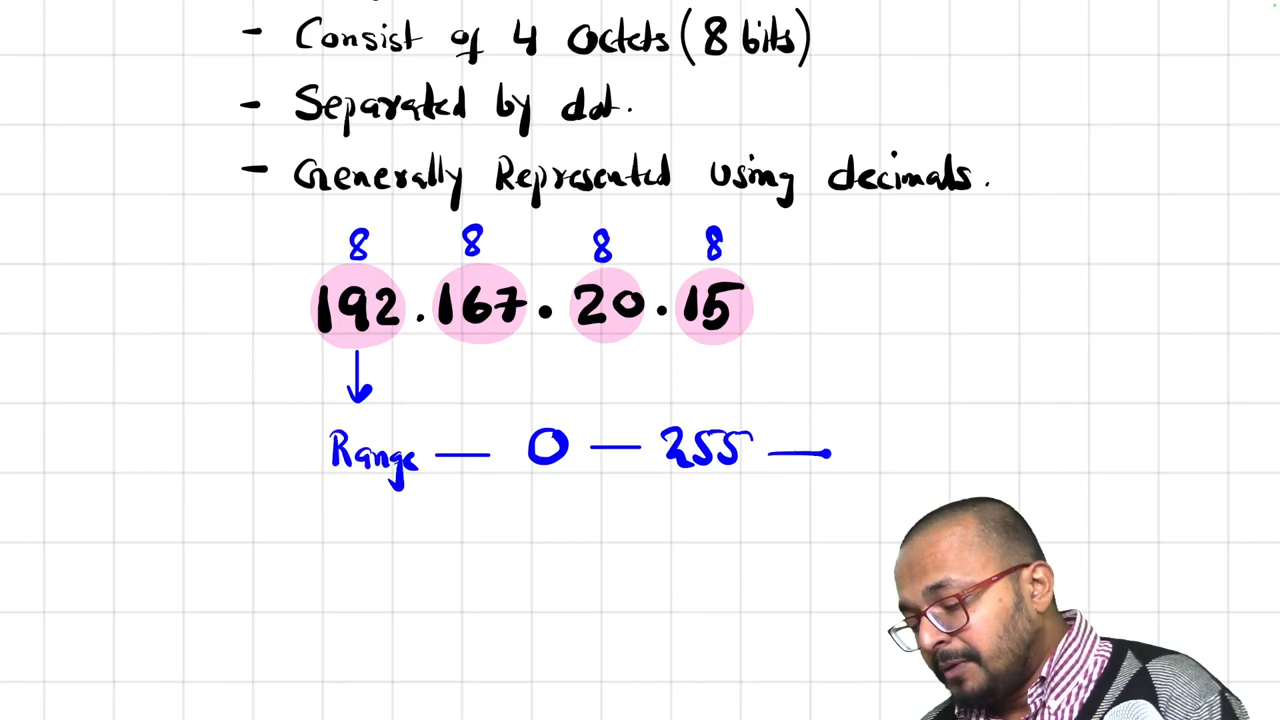 - Consist of 4 Octets (8 bits)
- Separated by dot.
- Generally Represented using decimals.
8 8 8 8
192.167.20.15
Range — 0 — 255 —